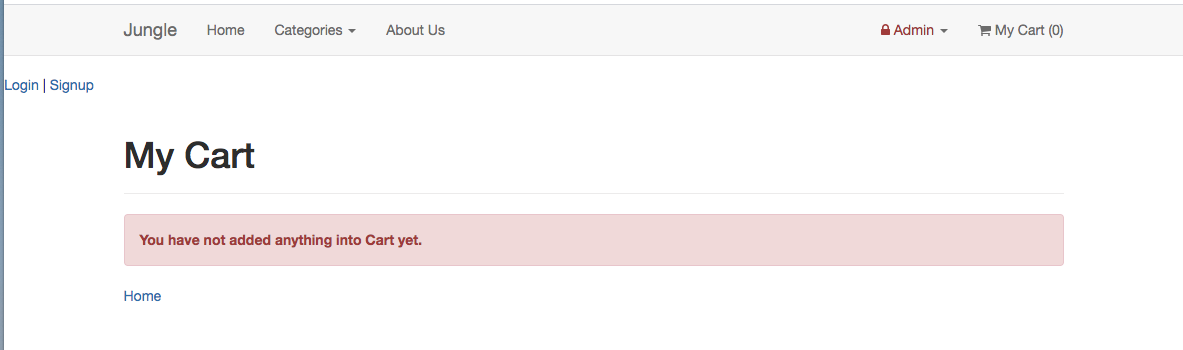 Jungle Home Categories About Us Admin My Cart (0)
Login | Signup
My Cart
You have not added anything into Cart yet.
Home